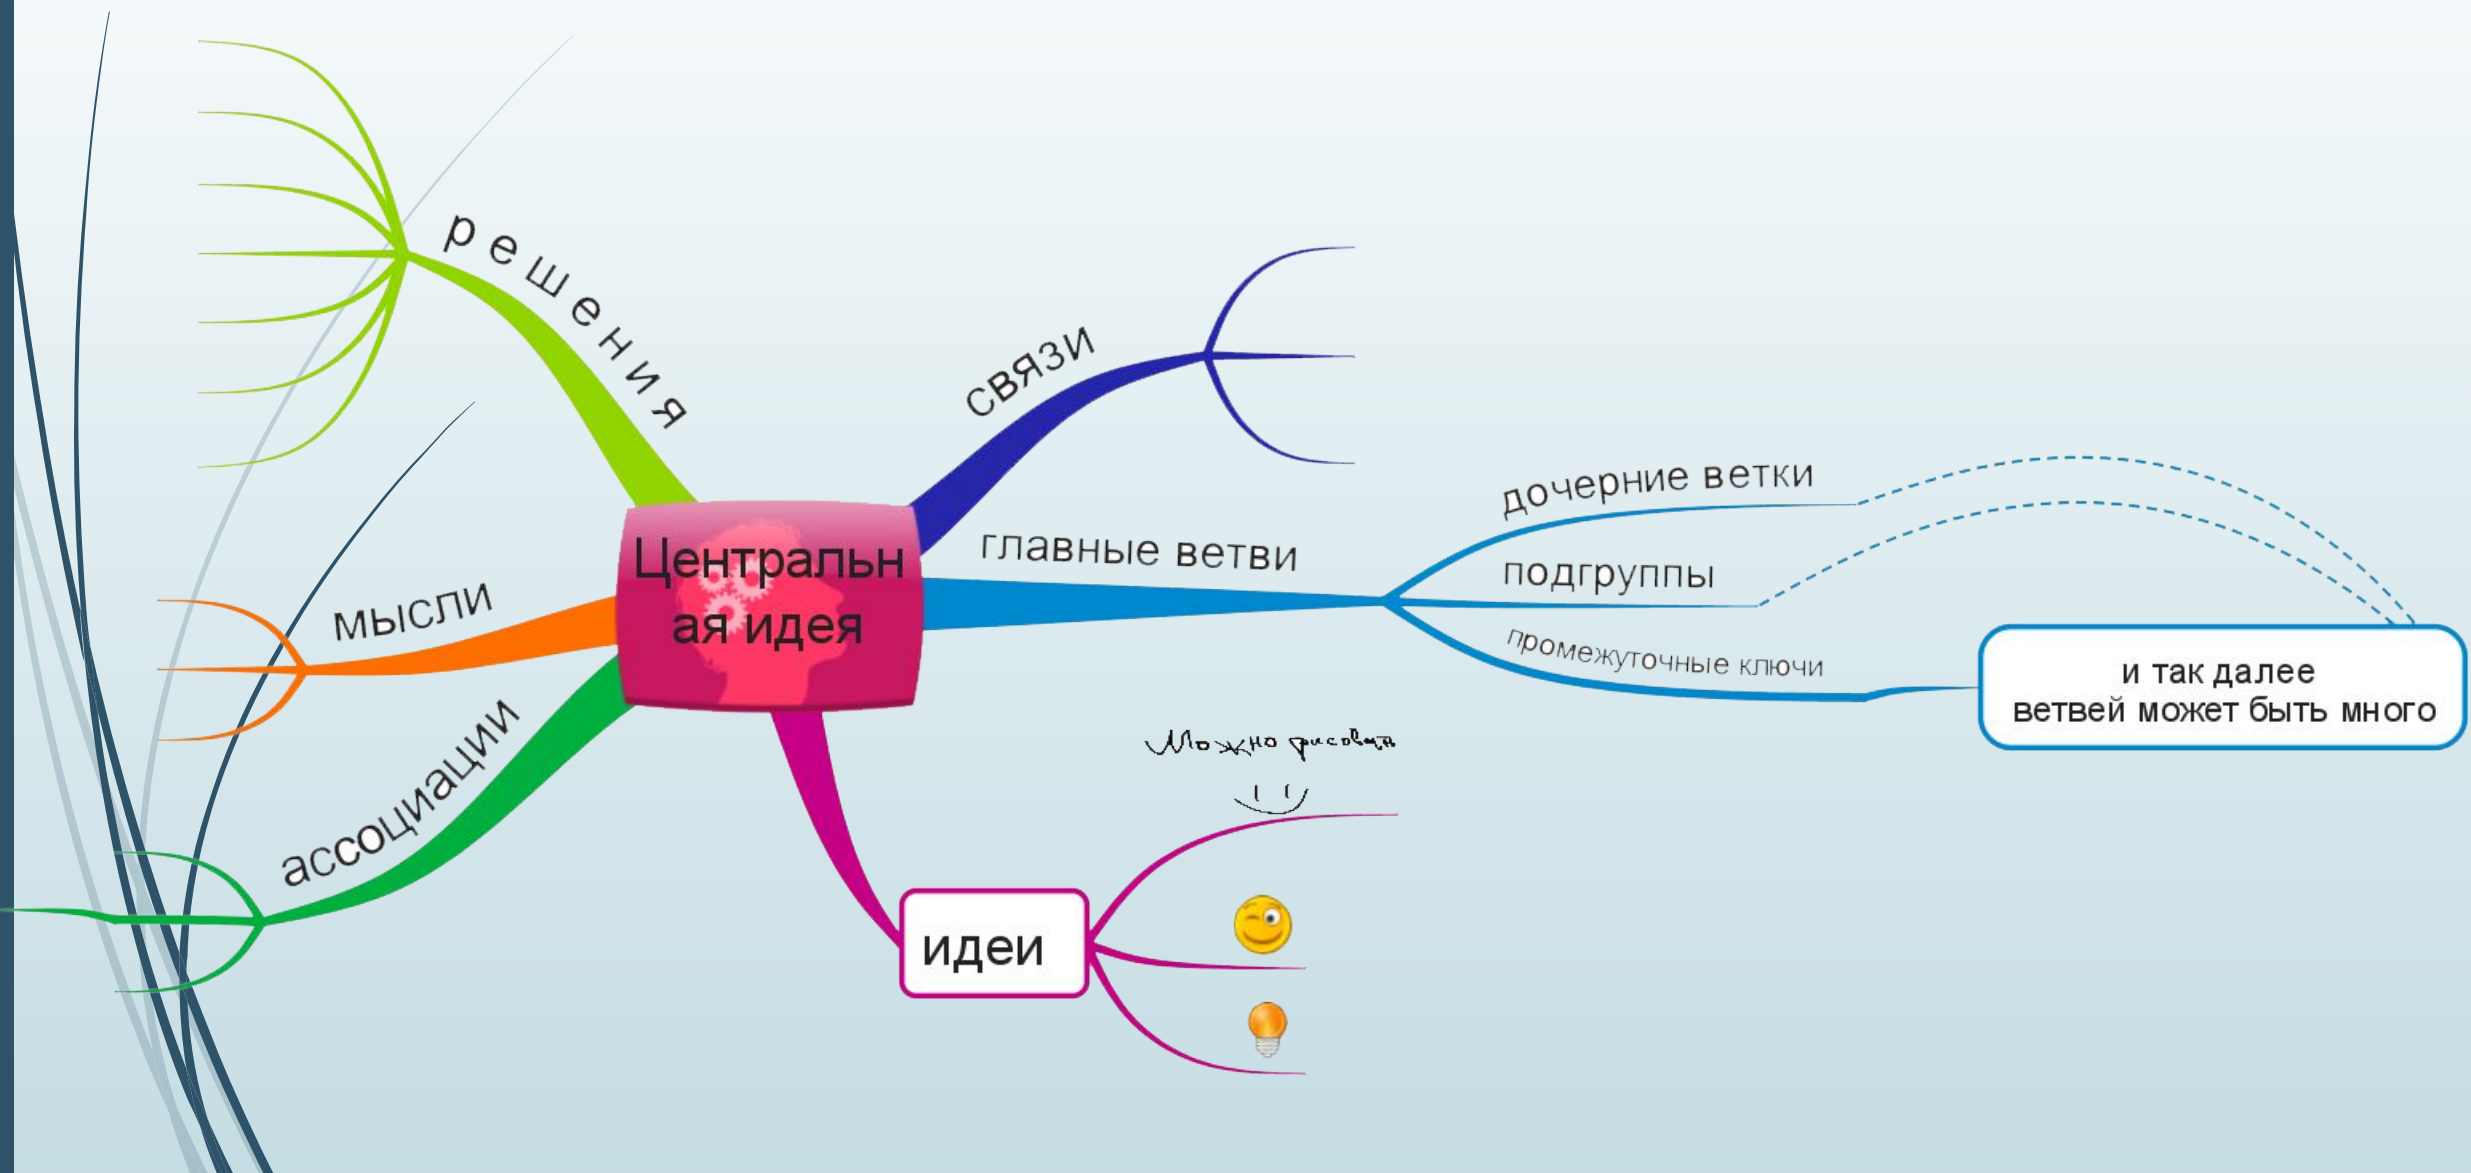 решения
связи
дочерние ветки
главные ветви
подгруппы
Центральн
ая идея
мысли
промежуточные ключи
и так далее
ветвей может быть много
ассоциации
Можно рисовать
идеи